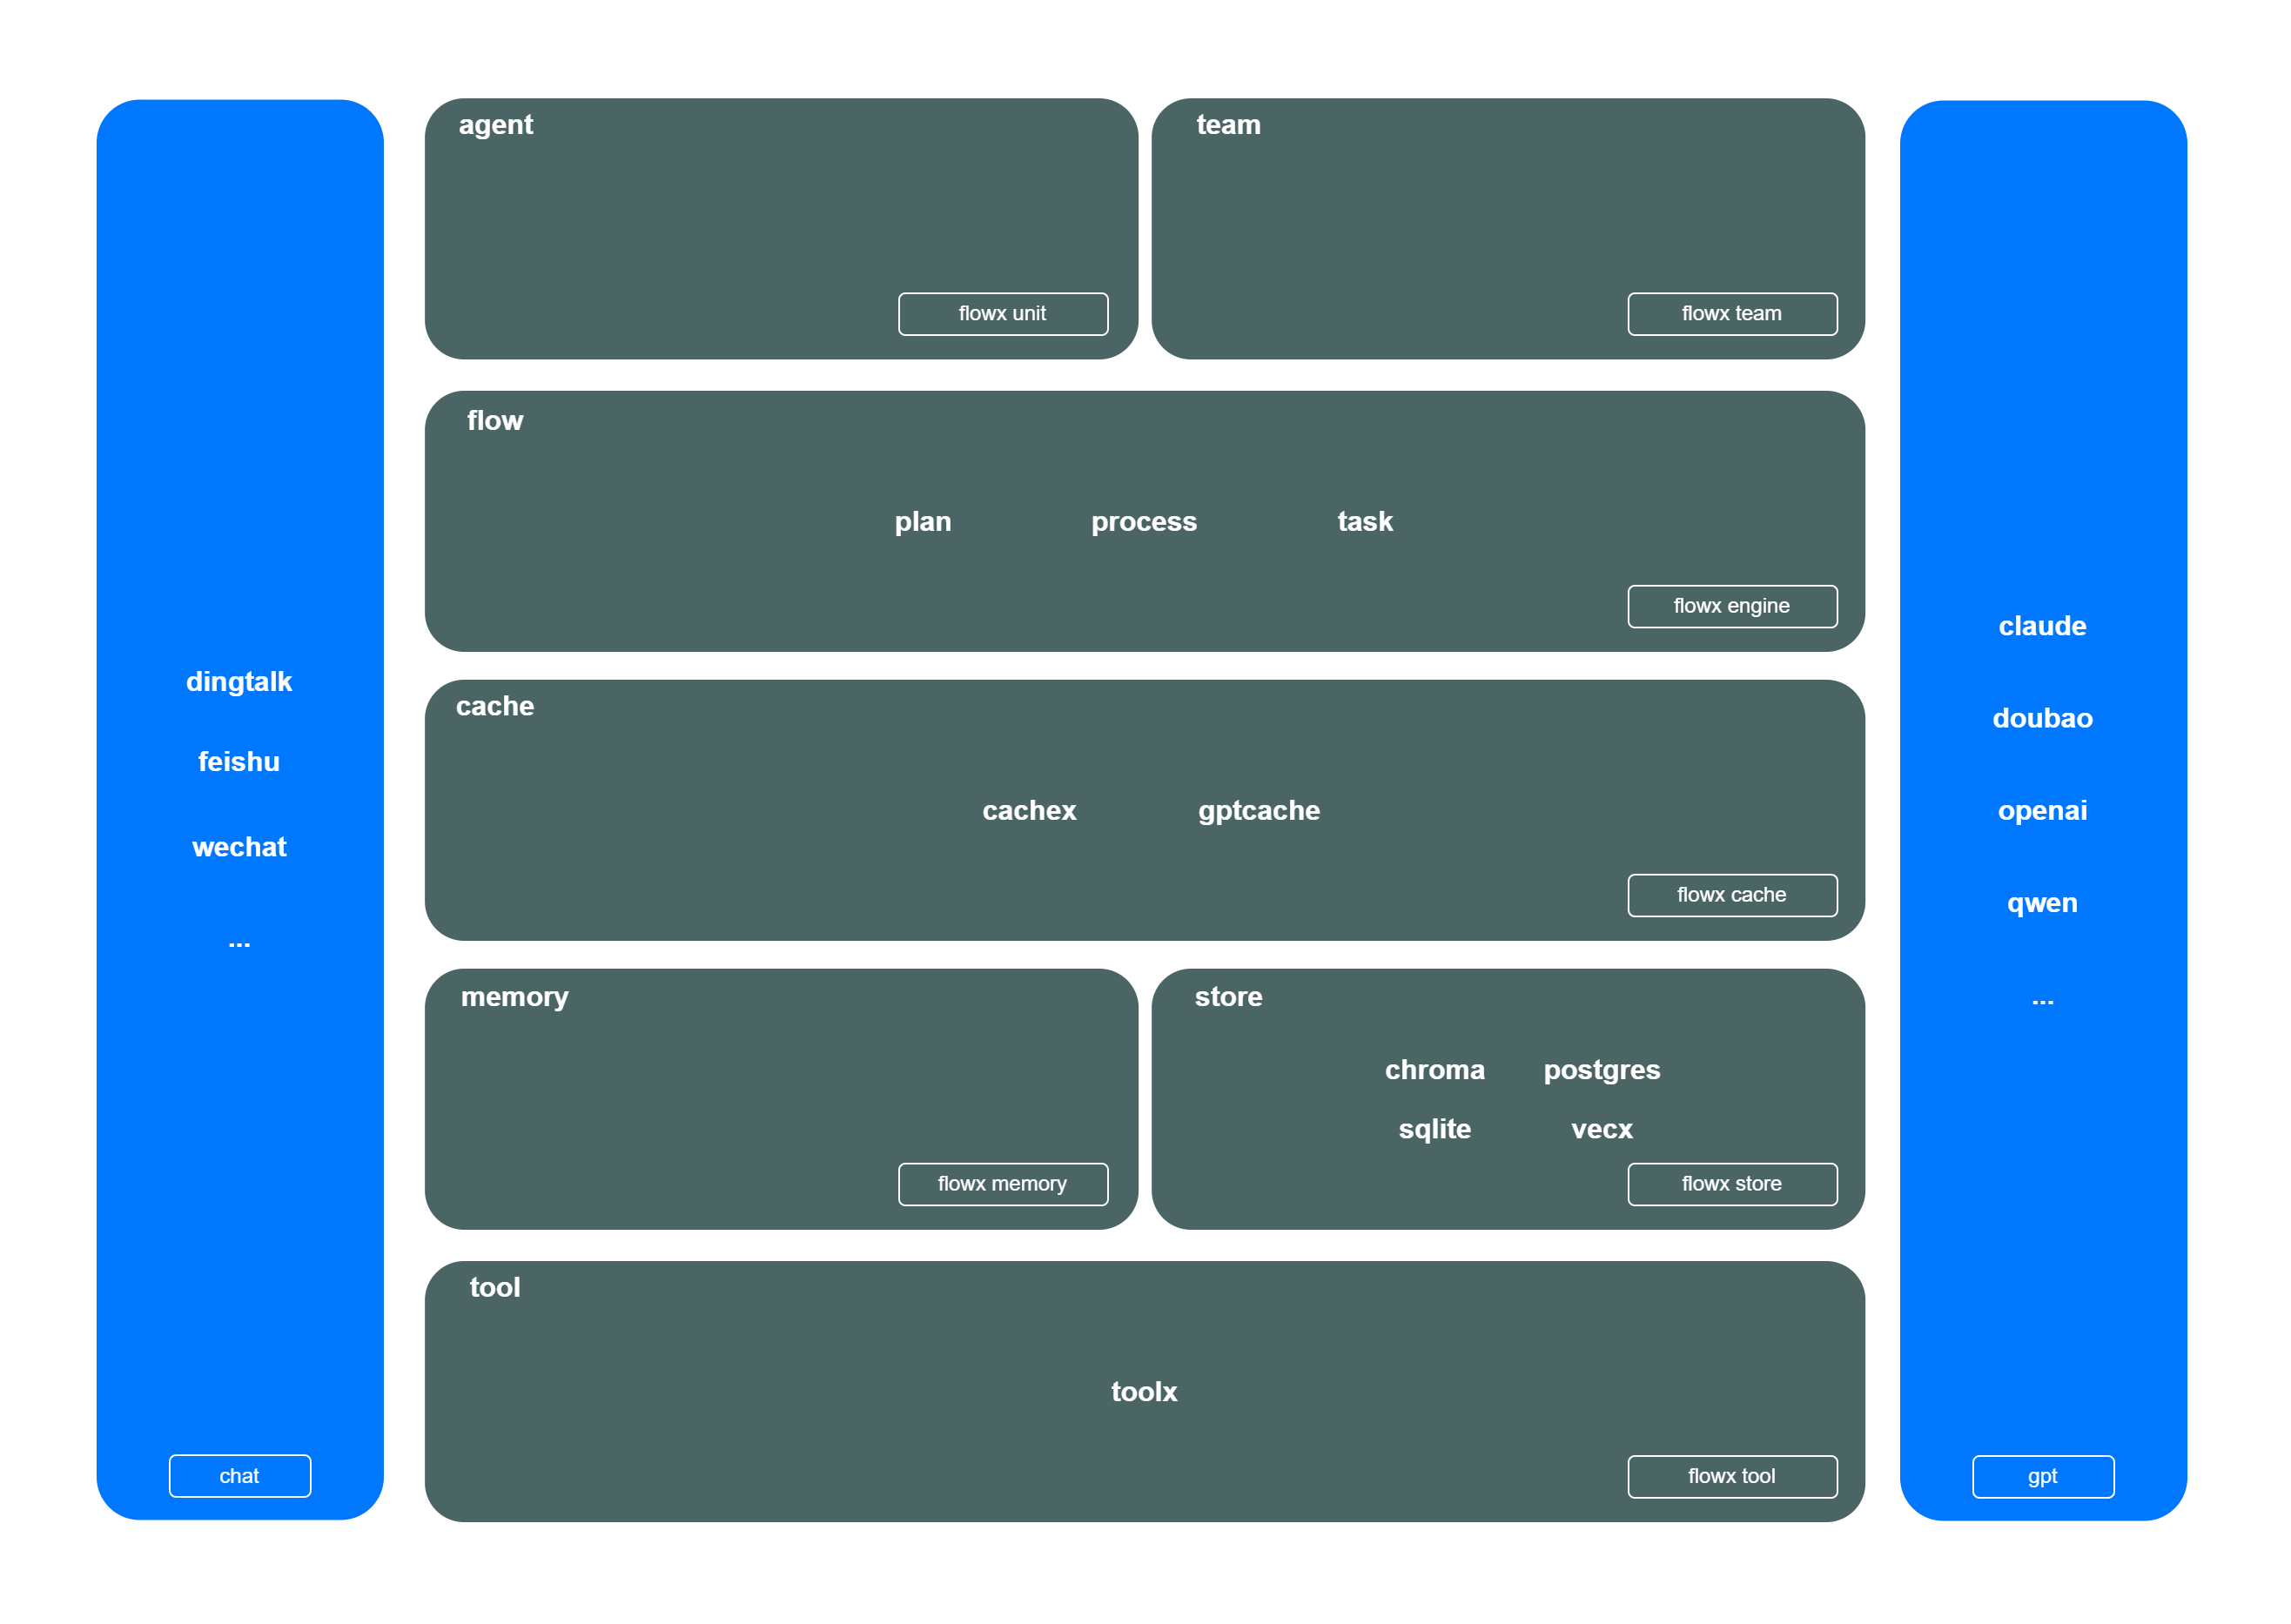 dingtalk
feishu
wechat
...
chat
agent
flowx unit
team
flowx team
flow
plan process task
flowx engine
cache
cachex gptcache
flowx cache
memory
flowx memory
store
chroma postgres
sqlite vecx
flowx store
tool
toolx
flowx tool
claude
doubao
openai
qwen
...
gpt